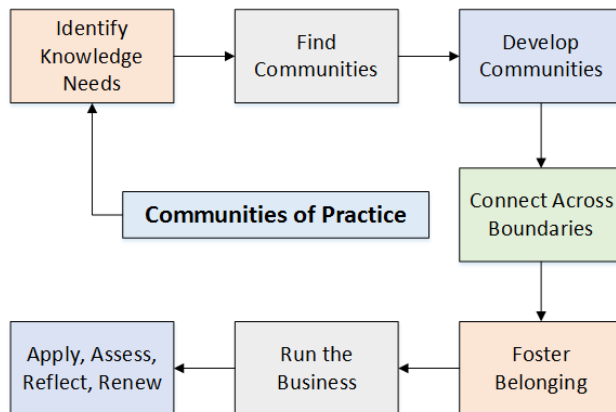 Identify
Knowledge
Needs
Find
Communities
Develop
Communities
Communities of Practice
Connect Across
Boundaries
Apply, Assess,
Reflect, Renew
Run the
Business
Foster
Belonging